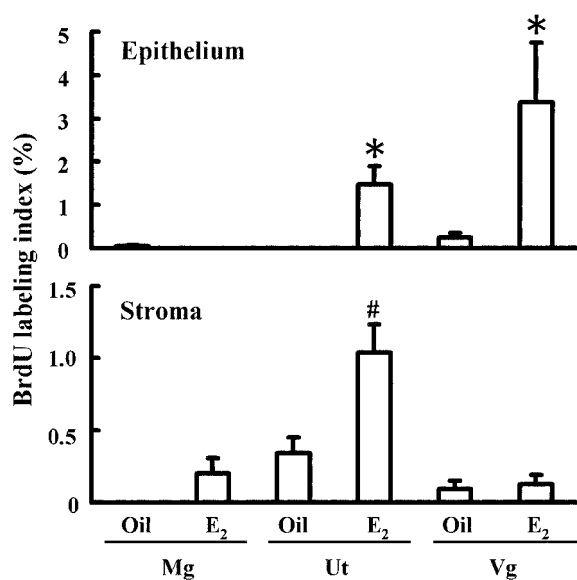 5
Epithelium
*
4
3
2
*
1
0
BrdU labeling index (%)
1.5
Stroma
#
1.0
0.5
0
Oil E₂ Oil E₂ Oil E₂
Mg Ut Vg